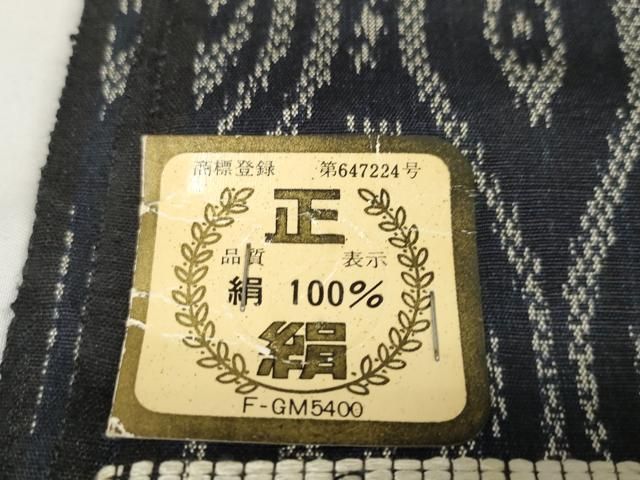 商標登録 第647224号
正
品質 表示
絹 100%
絹
F-GM5400